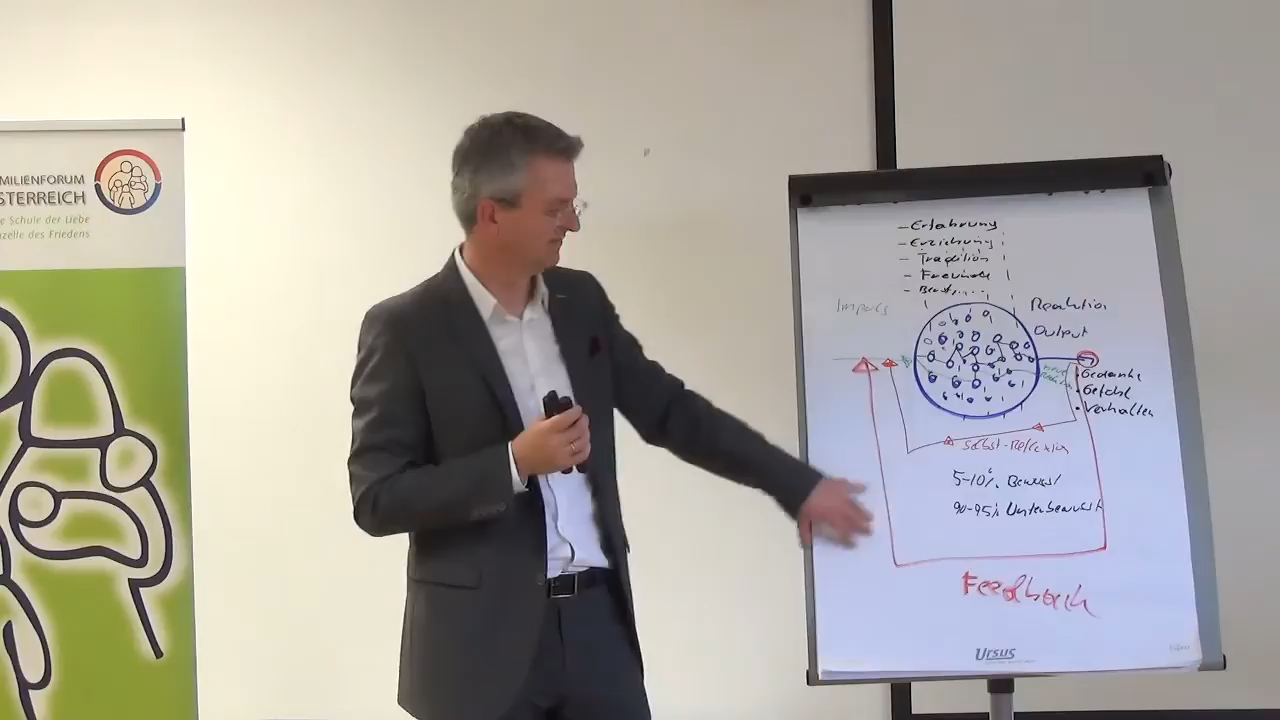 MILIENFORUM
STERREICH
e Schule der Liebe
zelle des Friedens
- Erfahrung
- Erziehung
- Tradition
- Freunde
Impuls
Output
• Gedanke
• Gefühl
• Verhalten
Selbst-Reflexion
5-10% Bewusst
90-95% Unterbewusst
Feedback
Ursus